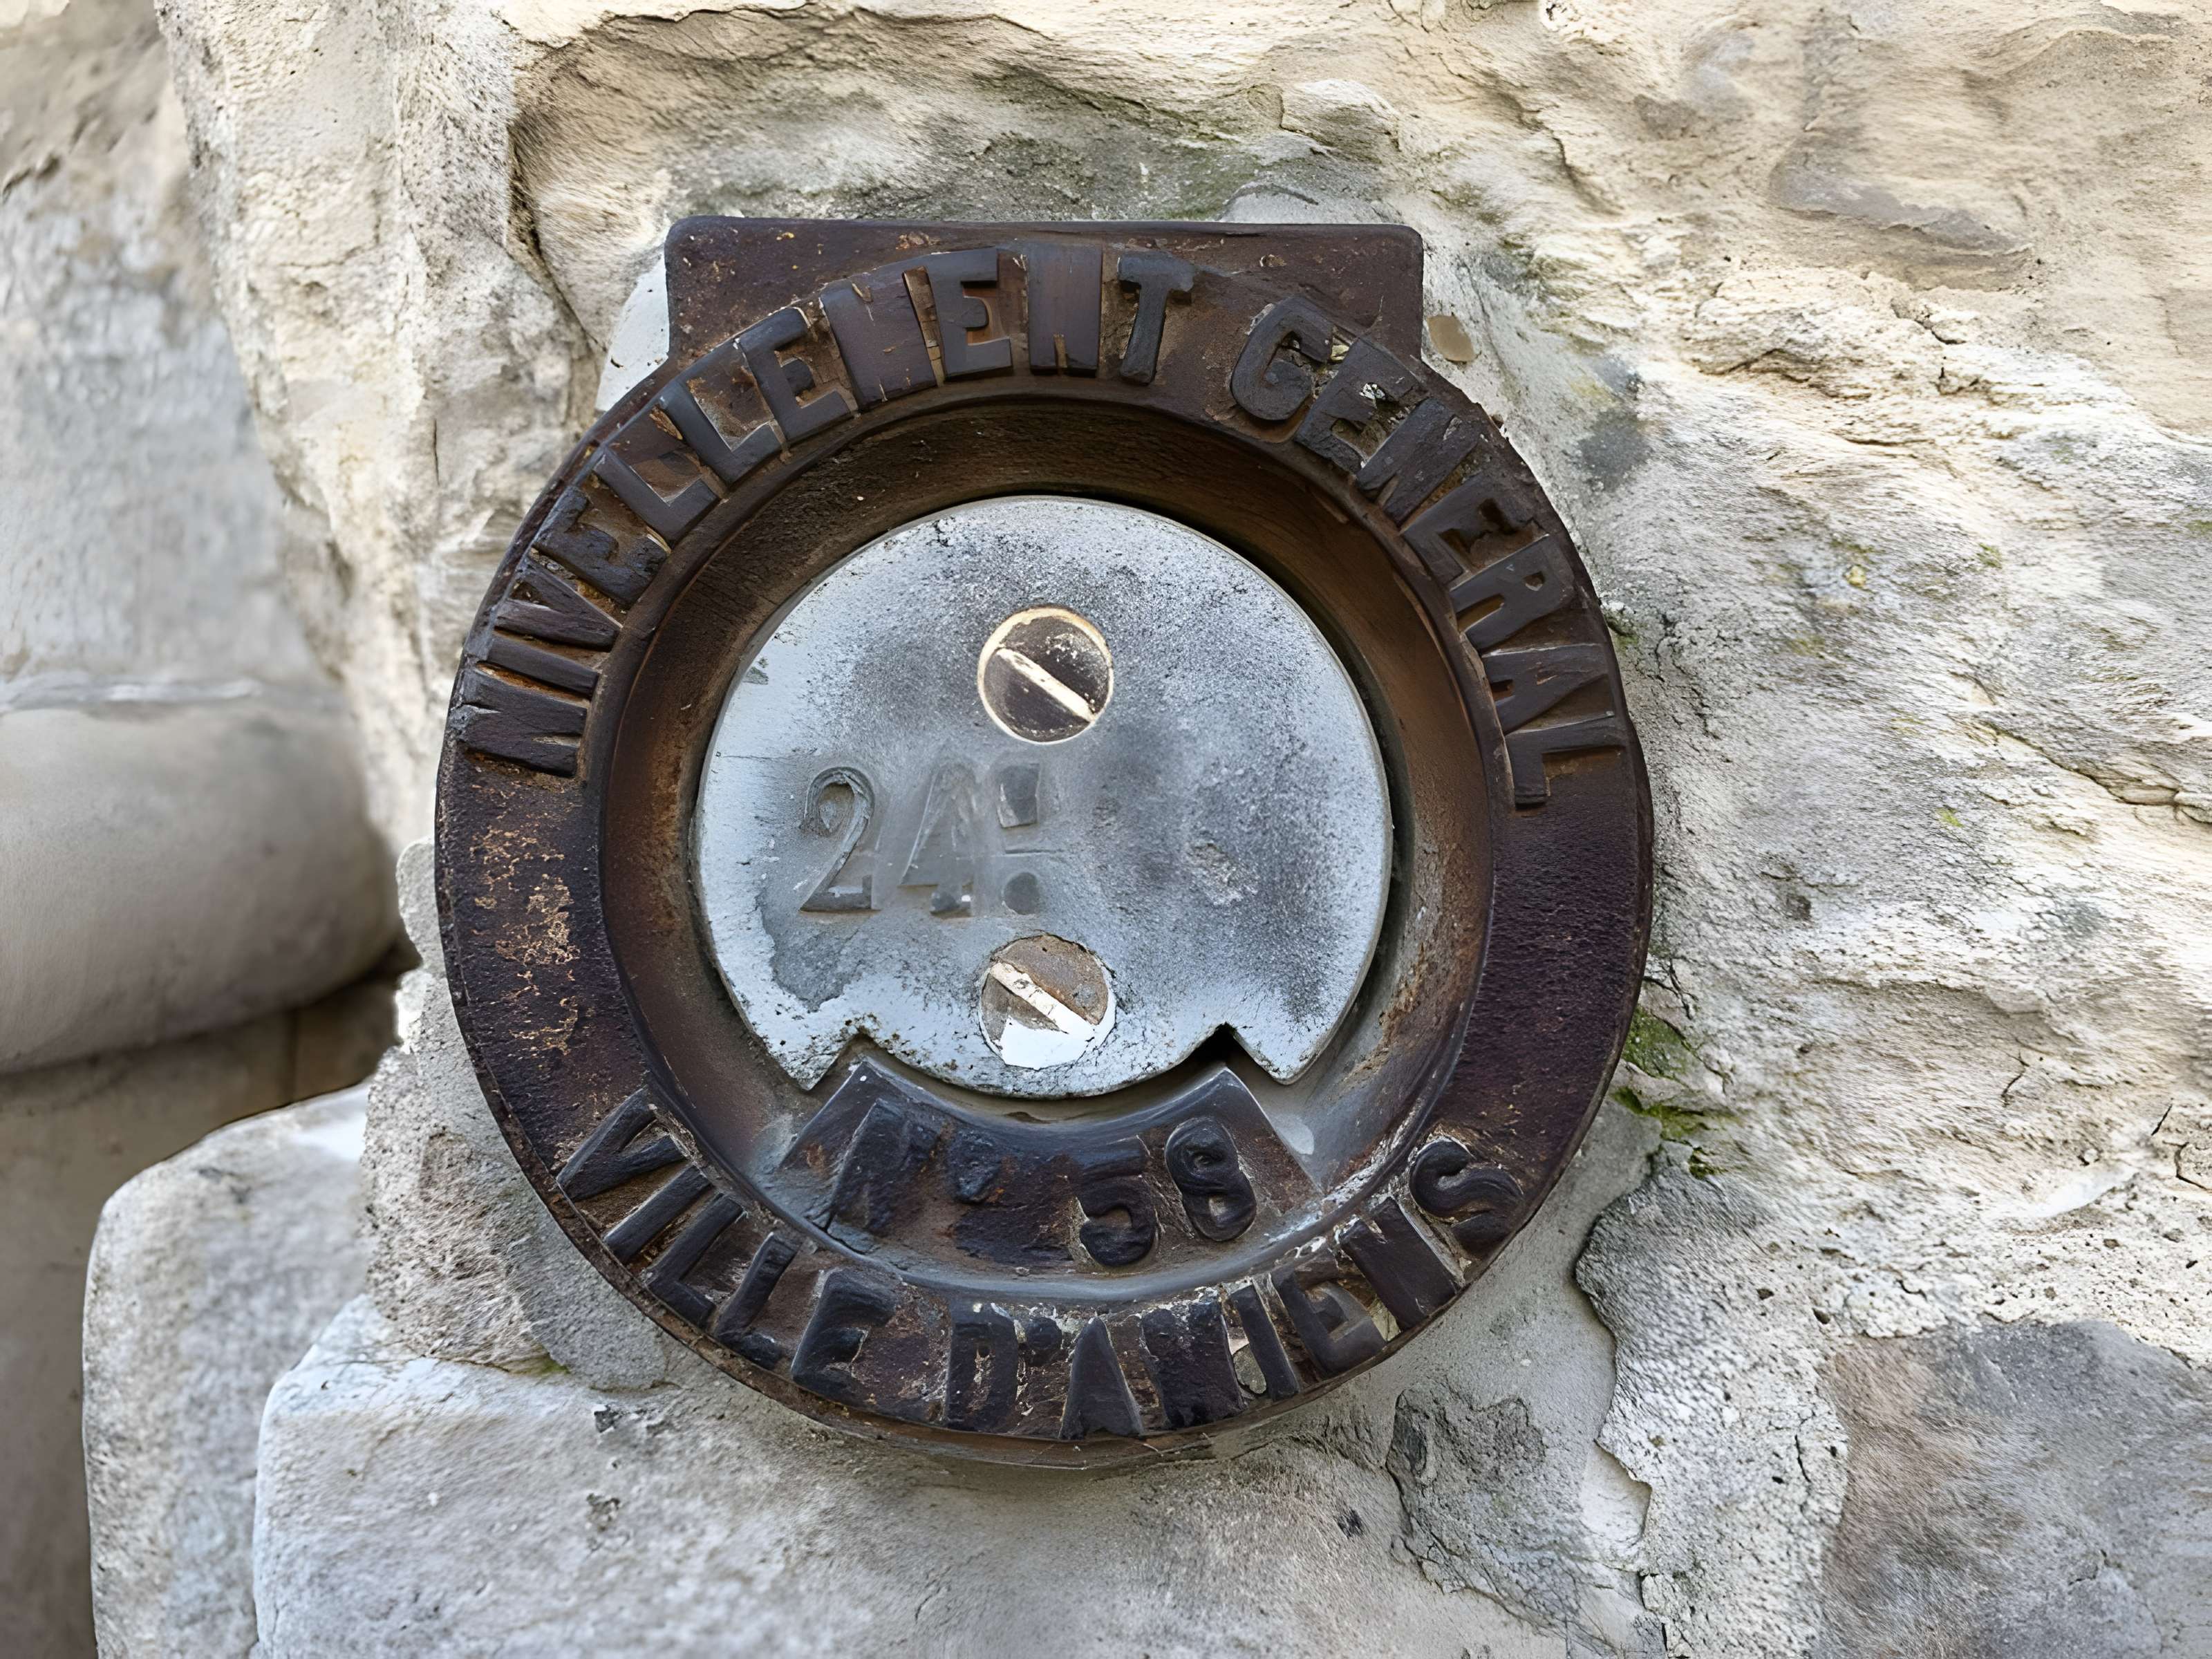 NIVELLEMENT GENERAL
24
Nº 58
VILLE D'AMIENS